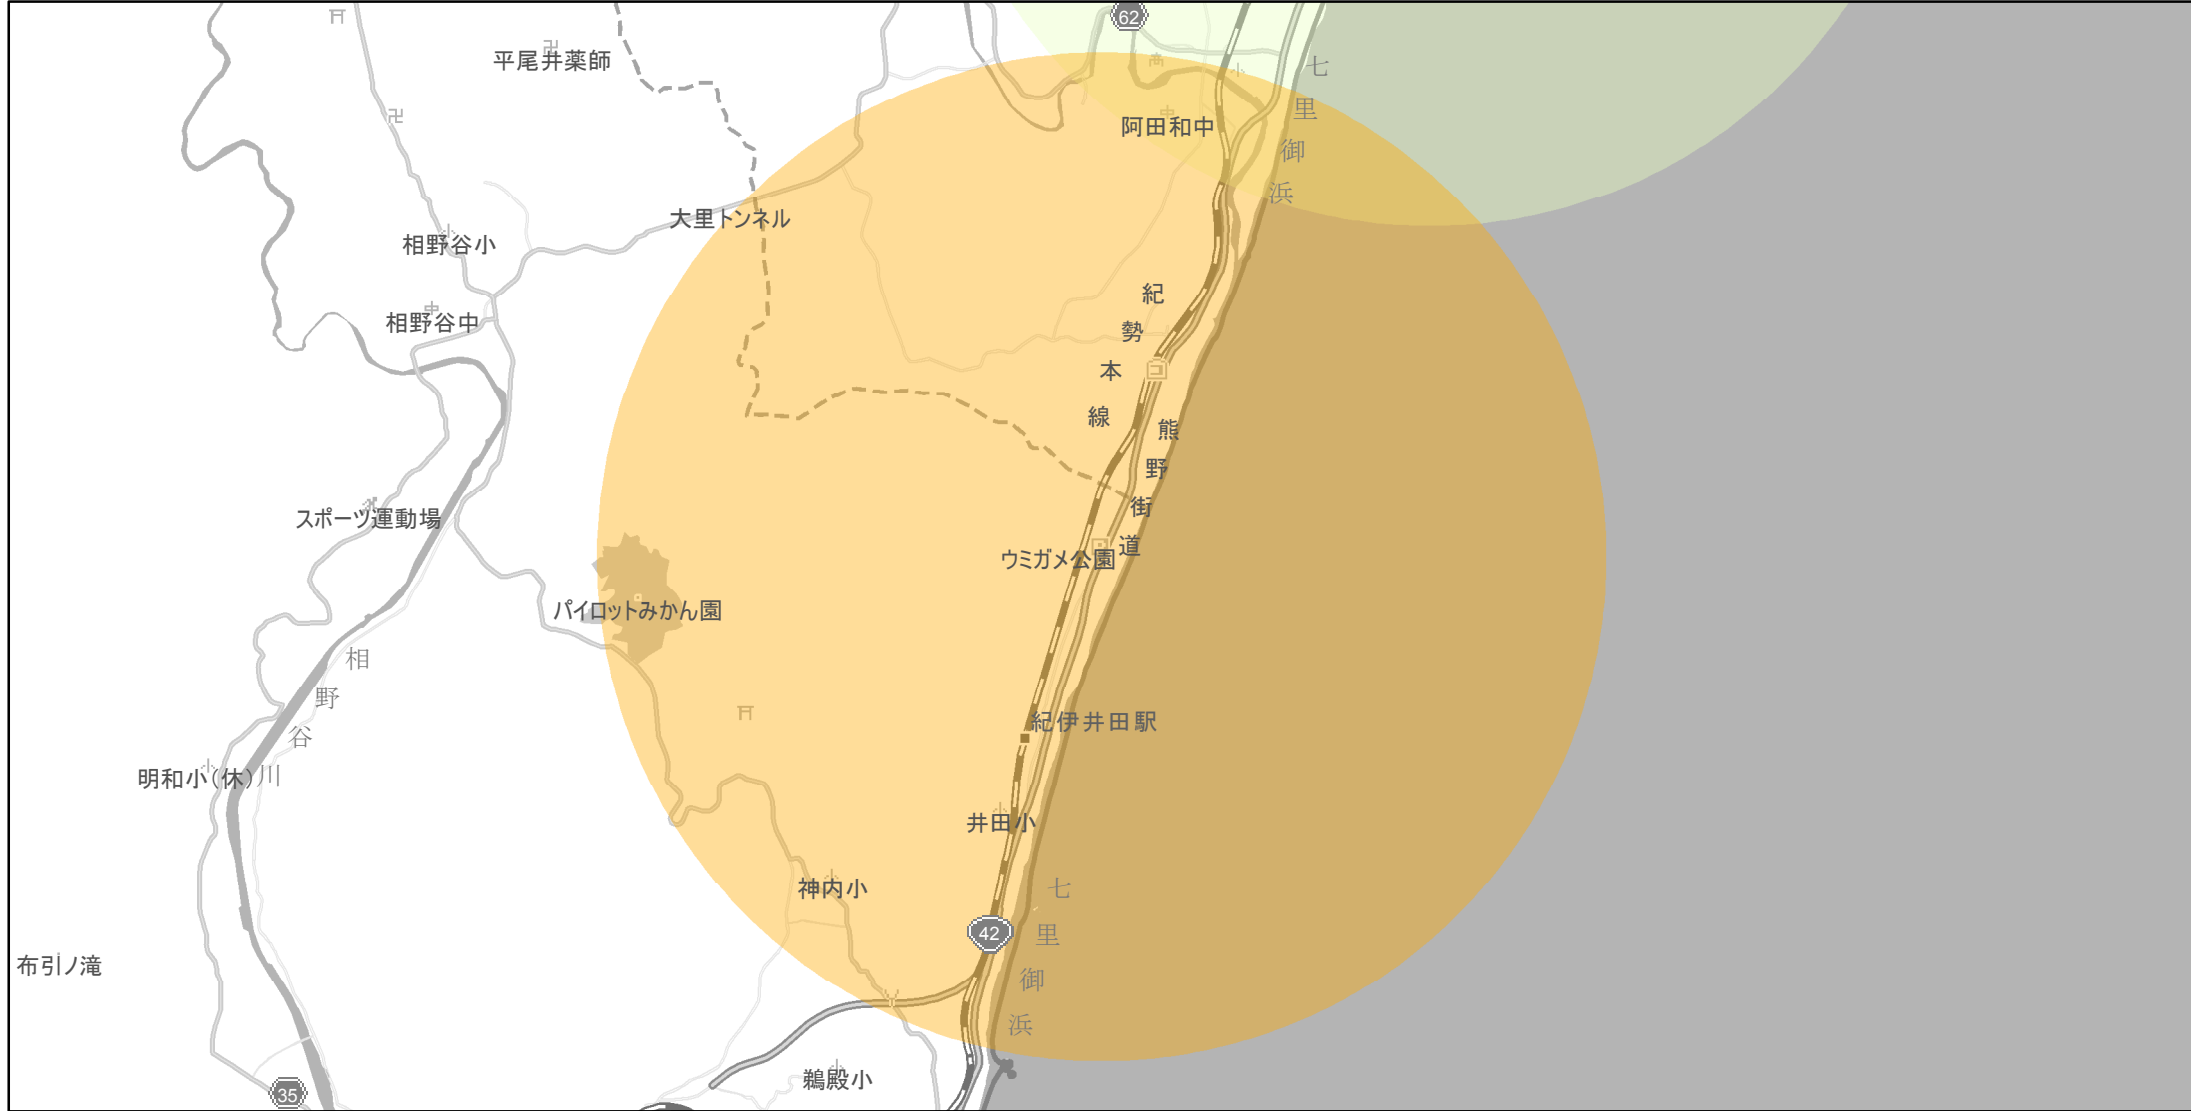 62
平尾井薬師
七里御浜
阿田和中
大里トンネル
相野谷小
相野谷中
紀勢本線
熊野街道
スポーツ運動場
ウミガメ公園
パイロットみかん園
相野谷川
紀伊井田駅
明和小(休)
井田小
神内小
七里御浜
42
布引ノ滝
鵜殿小
35